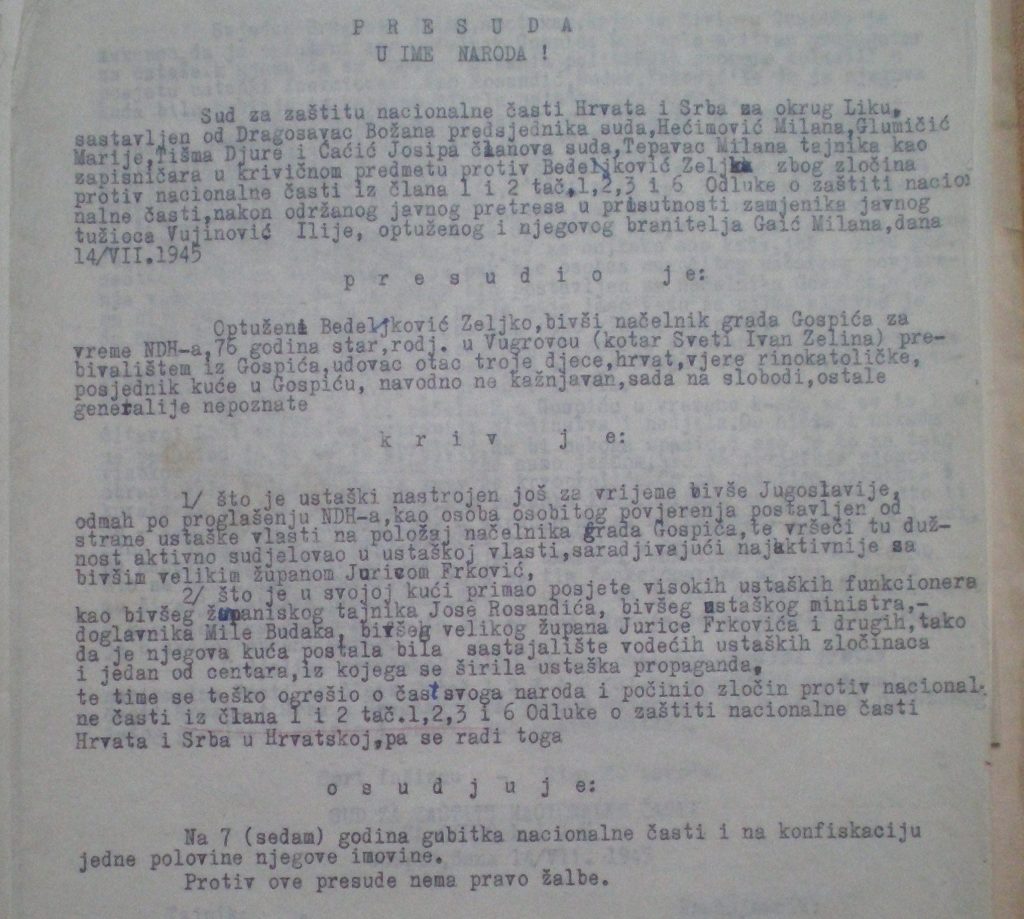 P R E S U D A
U IME NARODA !
Sud za zaštitu nacionalne časti Hrvata i Srba za okrug Liku,
sastavljen od Dragosavac Božana predsjednika suda,Hećimović Milana,Glumičić
Marije,Tišma Djure i Ćaćić Josipa članova suda,Tepavac Milana tajnika kao
zapisničara u krivičnom predmetu protiv Bedeljković Željka zbog zločina
protiv nacionalne časti iz člana 1 i 2 tač.1,2,3 i 6 Odluke o zaštiti nacio
nalne časti,nakon održanog javnog pretresa u prisutnosti zamjenika javnog
tužioca Vujinović Ilije, optuženog i njegovog branitelja Gaić Milana,dana
14/VII.1945
p r e s u d i o   j e:
Optuženi Bedeljković Željko,bivši načelnik grada Gospića za
vreme NDH-a,76 godina star,rodj. u Vugrovcu (kotar Sveti Ivan Zelina) pre-
bivalištem iz Gospića,udovac otac troje djece,hrvat,vjere rinokatoličke,
posjednik kuće u Gospiću, navodno ne kažnjavan,sada na slobodi,ostale
generalije nepoznate
k r i v   j e:
1/ što je ustaški nastrojen još za vrijeme bivše Jugoslavije,
odmah po proglašenju NDH-a,kao osoba osobitog povjerenja postavljen od
strane ustaške vlasti na položaj načelnika grada Gospića,te vršeći tu duž-
nost aktivno sudjelovao u ustaškoj vlasti,saradjivajući najaktivnije sa
bivšim velikim županom Juricom Frković,
2/ što je u svojoj kući primao posjete visokih ustaških funkcionera
kao bivšeg županiskog tajnika Jose Rosandića, bivšeg ustaškog ministra,-
doglavnika Mile Budaka, bivšeg velikog župana Jurice Frkovića i drugih,tako
da je njegova kuća postala bila sastajalište vodećih ustaških zločinaca
i jedan od centara,iz kojega se širila ustaška propaganda,
te time se teško ogrešio o čast svoga naroda i počinio zločin protiv nacional-
ne časti iz člana 1 i 2 tač.1,2,3 i 6 Odluke o zaštiti nacionalne časti
Hrvata i Srba u Hrvatskoj,pa se radi toga
o s u d j u j e:
Na 7 (sedam) godina gubitka nacionalne časti i na konfiskaciju
jedne polovine njegove imovine.
Protiv ove presude nema pravo žalbe.